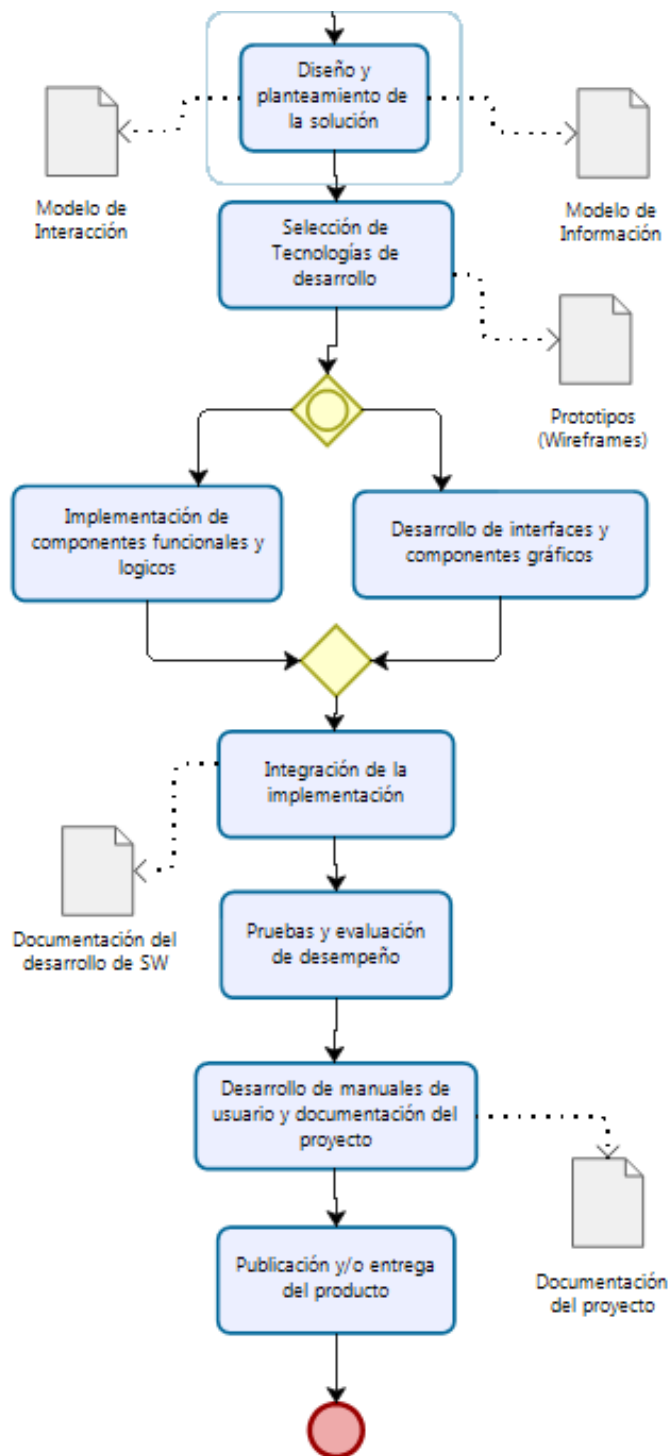 Diseño y
planteamiento de
la solución
Modelo de
Interacción
Modelo de
Información
Selección de
Tecnologías de
desarrollo
Prototipos
(Wireframes)
Implementación de
componentes funcionales y
logicos
Desarrollo de interfaces y
componentes gráficos
Integración de la
implementación
Documentación del
desarrollo de SW
Pruebas y evaluación
de desempeño
Desarrollo de manuales de
usuario y documentación del
proyecto
Publicación y/o entrega
del producto
Documentación
del proyecto